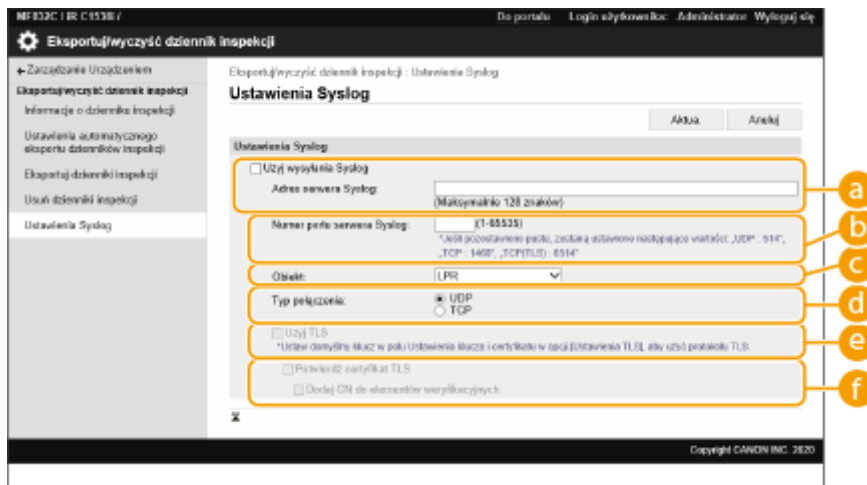 MF832C / IR C1538I /
Do portalu Login użytkownika: Administrator Wyloguj się
Eksportuj/wyczyść dziennik inspekcji
Zarządzanie Urządzeniem
Eksportuj/wyczyść dziennik inspekcji
Informacje o dzienniku inspekcji
Ustawienia automatycznego
eksportu dzienników inspekcji
Eksportuj dzienniki inspekcji
Usuń dzienniki inspekcji
Ustawienia Syslog
Eksportuj/wyczyść dziennik inspekcji : Ustawienia Syslog
Ustawienia Syslog
Aktua. Anuluj
Ustawienia Syslog
Użyj wysyłania Syslog
Adres serwera Syslog:
(Maksymalnie 128 znaków)
a
Numer portu serwera Syslog: (1-65535)
*Jeśli pozostawiono puste, zostaną ustawione następujące wartości: „UDP : 514",
„TCP : 1468", „TCP(TLS) : 6514"
b
Obiekt: LPR
c
Typ połączenia: UDP
TCP
d
Użyj TLS
*Ustaw domyślny klucz w polu Ustawienia klucza i certyfikatu w opcji [Ustawienia TLS], aby użyć protokołu TLS.
e
Potwierdź certyfikat TLS
Dodaj CN do elementów weryfikacyjnych
f
Copyright CANON INC. 2020